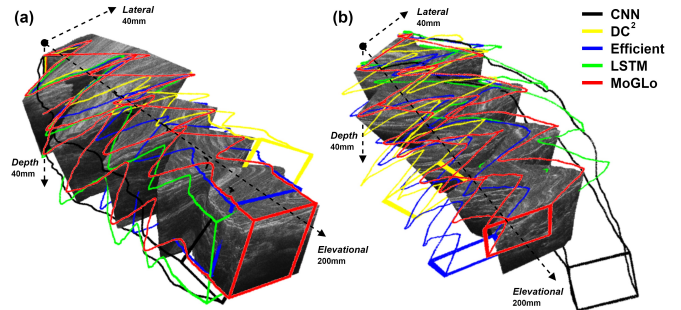 (a)
Lateral
40mm
Depth
40mm
Elevational
200mm
(b)
Lateral
40mm
Depth
40mm
Elevational
200mm
CNN
DC²
Efficient
LSTM
MoGLo